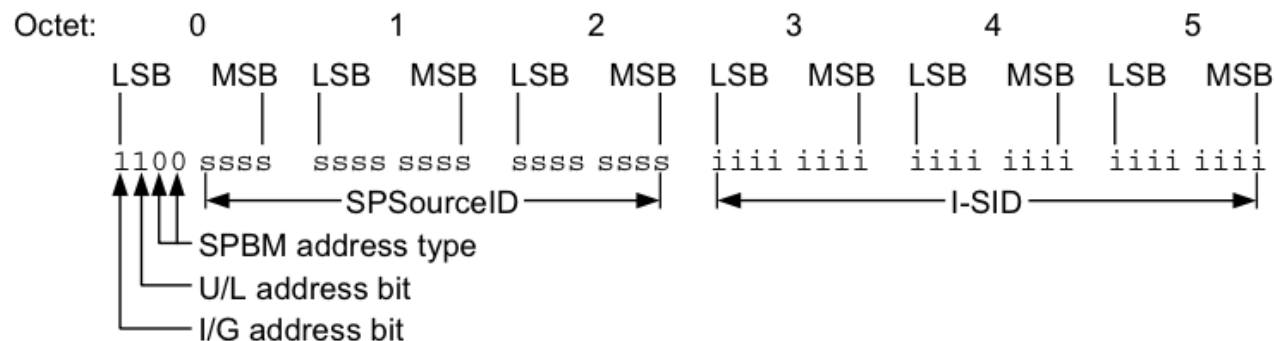 Octet: 0 1 2 3 4 5
LSB MSB LSB MSB LSB MSB LSB MSB LSB MSB LSB MSB
1100 ssss ssss ssss ssss ssss iiii iiii iiii iiii iiii iiii
SPSourceID I-SID
SPBM address type
U/L address bit
I/G address bit